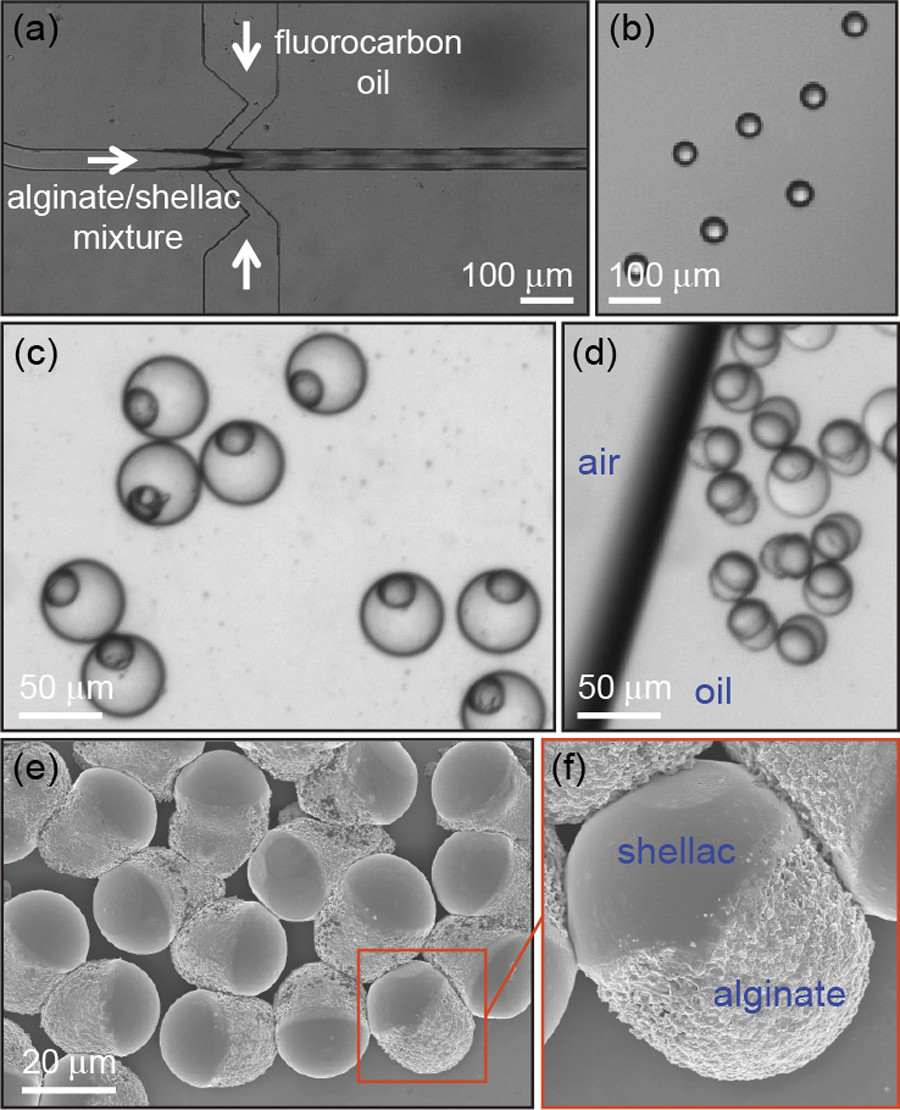 (a)
fluorocarbon
oil
alginate/shellac
mixture
100 μm
(b)
100 μm
(c)
50 μm
(d)
air
50 μm
oil
(e)
20 μm
(f)
shellac
alginate